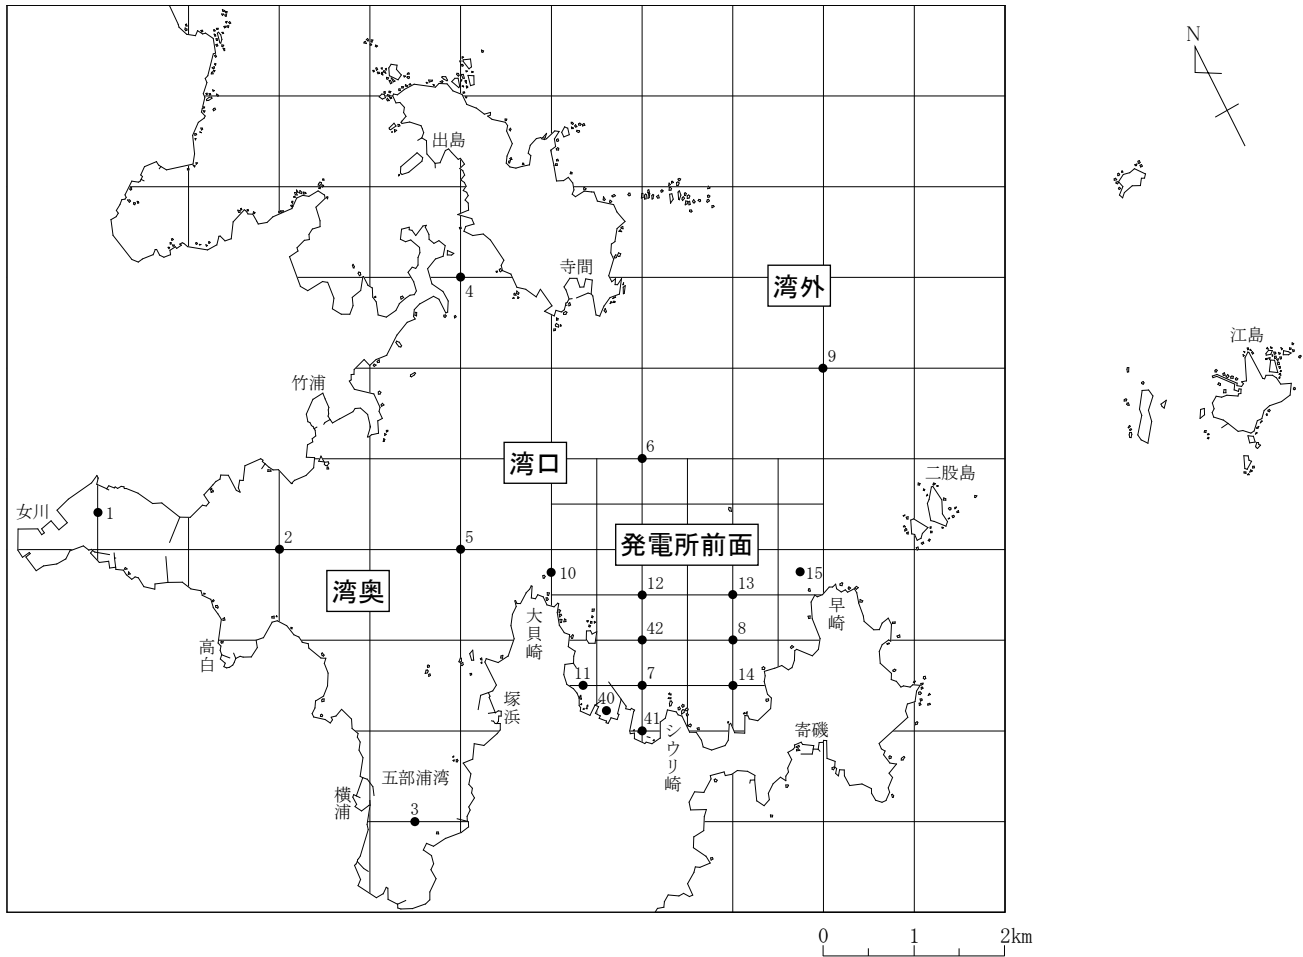 N
出島
寺間
湾外
4
9
江島
竹浦
湾口
6
二股島
女川
1
発電所前面
2
5
10
15
湾奥
12
13
大貝崎
早崎
高白
42
8
11
7
14
40
塚浜
41
シウリ崎
寄磯
五部浦湾
横浦
3
0 1 2km